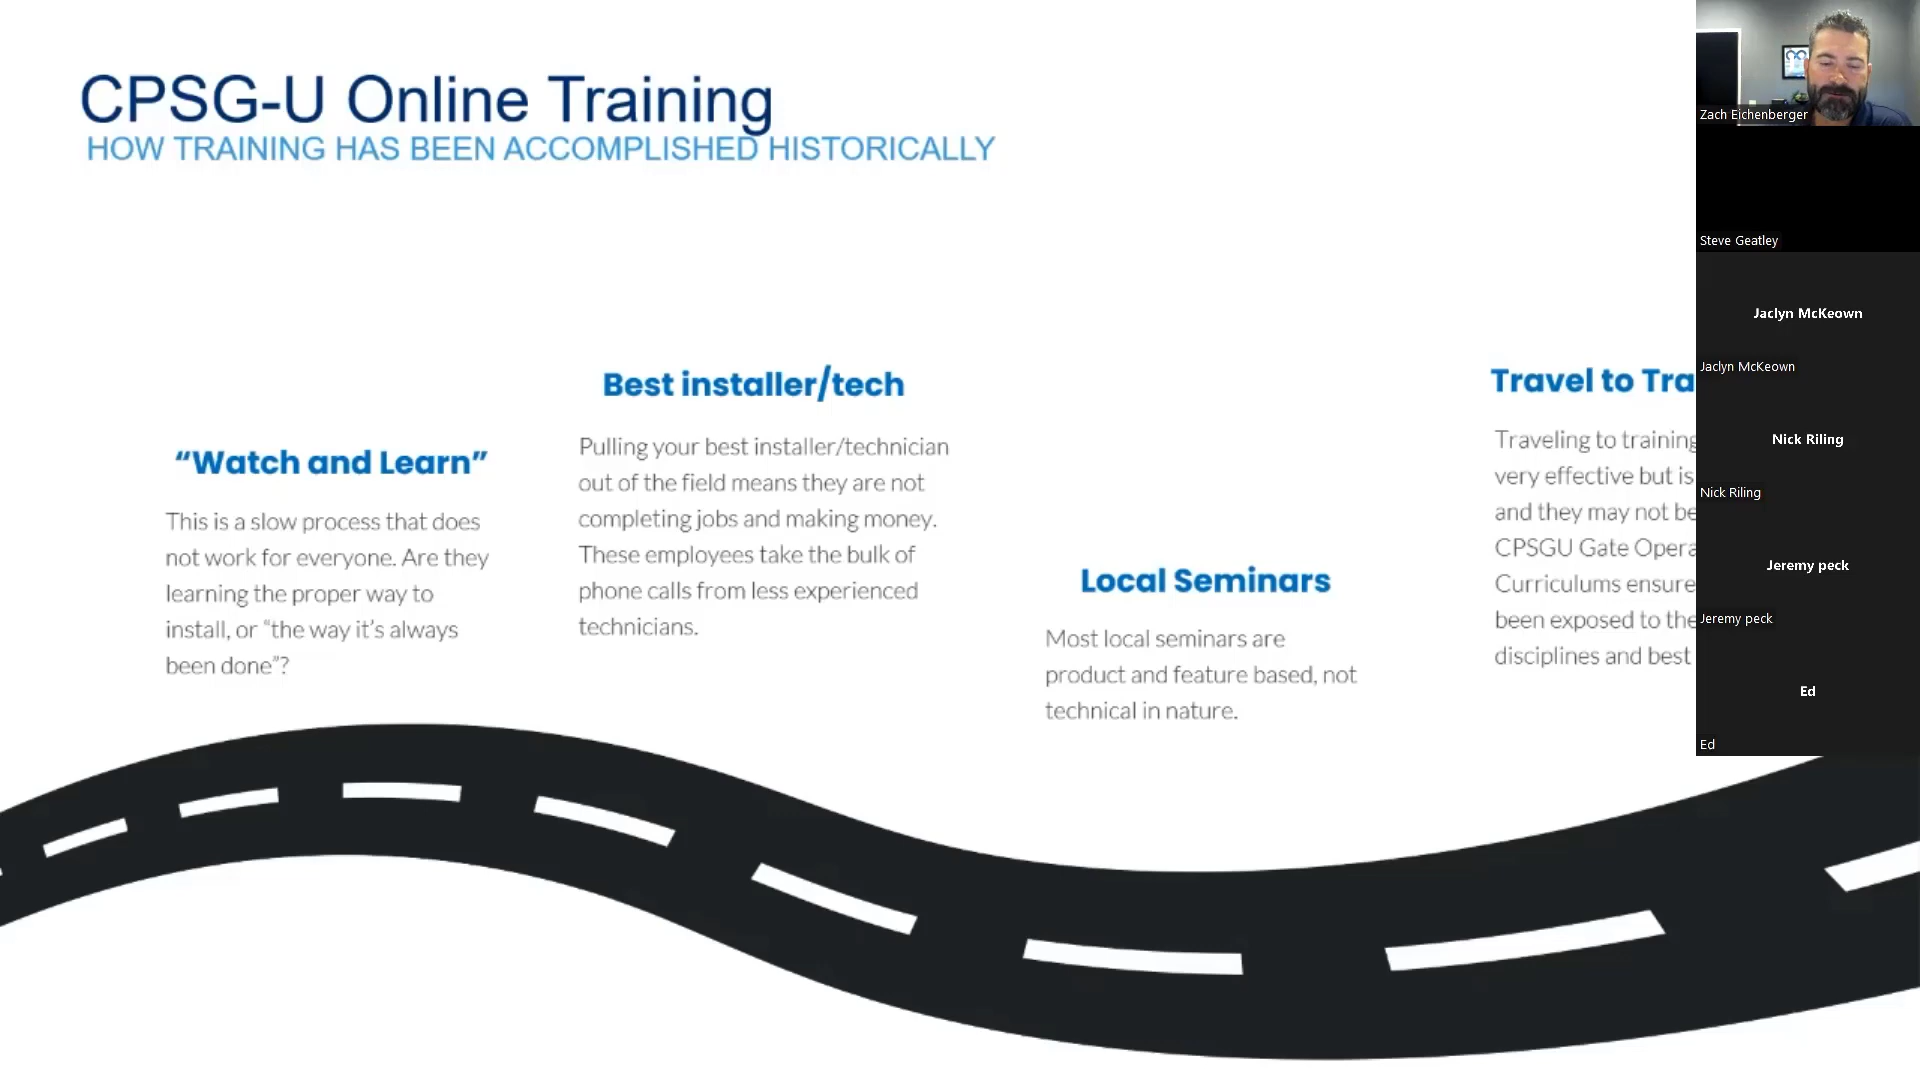 CPSG-U Online Training
HOW TRAINING HAS BEEN ACCOMPLISHED HISTORICALLY
“Watch and Learn”
This is a slow process that does
not work for everyone. Are they
learning the proper way to
install, or “the way it’s always
been done”?
Best installer/tech
Pulling your best installer/technician
out of the field means they are not
completing jobs and making money.
These employees take the bulk of
phone calls from less experienced
technicians.
Local Seminars
Most local seminars are
product and feature based, not
technical in nature.
Travel to Tra
Traveling to training
very effective but is
and they may not be
CPSGU Gate Opera
Curriculums ensure
been exposed to the
disciplines and best
Zach Eichenberger
Steve Geatley
Jaclyn McKeown
Jaclyn McKeown
Nick Riling
Nick Riling
Jeremy peck
Jeremy peck
Ed
Ed